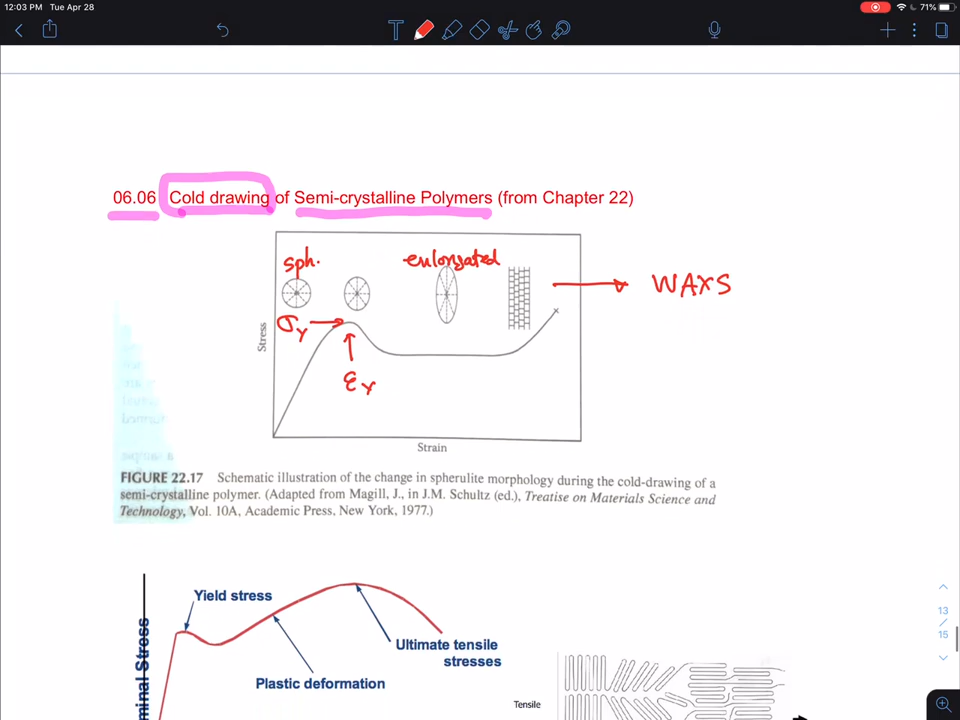 12:03 PM Tue Apr 28
71%
T
06.06 Cold drawing of Semi-crystalline Polymers (from Chapter 22)
sph.
enlongated
WAXS
σY
εY
Stress
Strain
FIGURE 22.17 Schematic illustration of the change in spherulite morphology during the cold-drawing of a
semi-crystalline polymer. (Adapted from Magill, J., in J.M. Schultz (ed.), Treatise on Materials Science and
Technology, Vol. 10A, Academic Press, New York, 1977.)
13
/
15
Yield stress
Ultimate tensile
stresses
Plastic deformation
minal Stress
Tensile